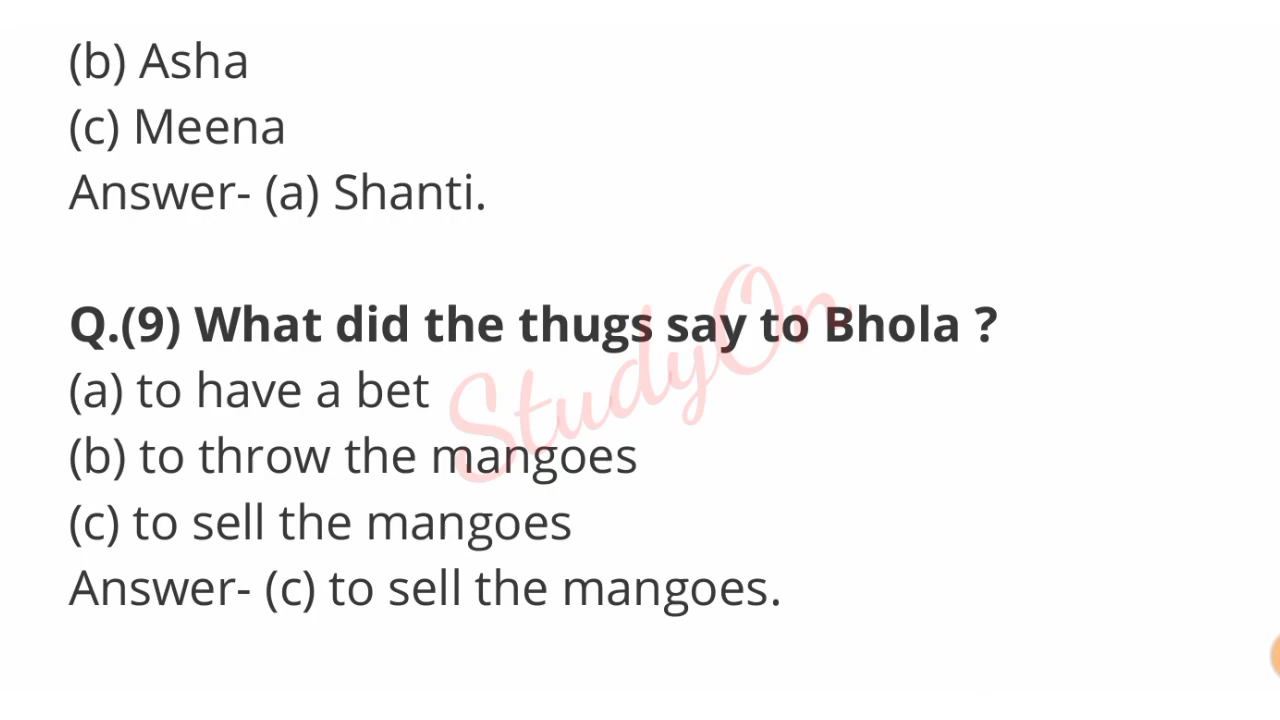 (b) Asha
(c) Meena
Answer- (a) Shanti.
Q.(9) What did the thugs say to Bhola ?
(a) to have a bet
(b) to throw the mangoes
(c) to sell the mangoes
Answer- (c) to sell the mangoes.
StudyOn